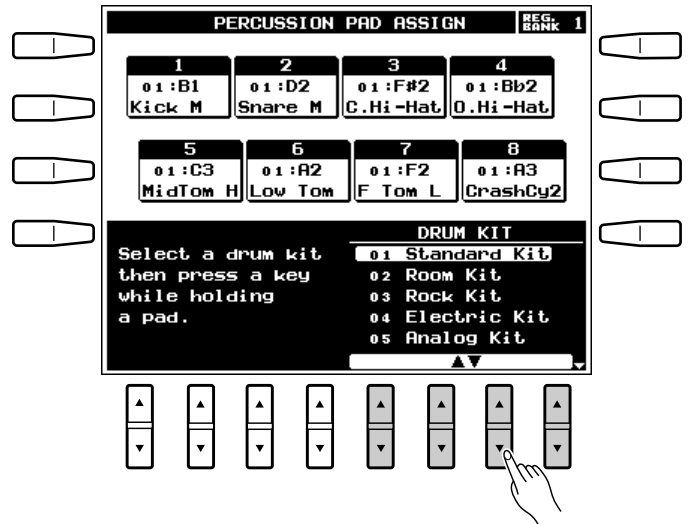 PERCUSSION PAD ASSIGN REG. BANK 1
1 2 3 4
01:B1 01:D2 01:F#2 01:Bb2
Kick M Snare M C.Hi-Hat O.Hi-Hat
5 6 7 8
01:C3 01:A2 01:F2 01:A3
MidTom H Low Tom F Tom L CrashCy2
Select a drum kit
then press a key
while holding
a pad.
DRUM KIT
01 Standard Kit
02 Room Kit
03 Rock Kit
04 Electric Kit
05 Analog Kit